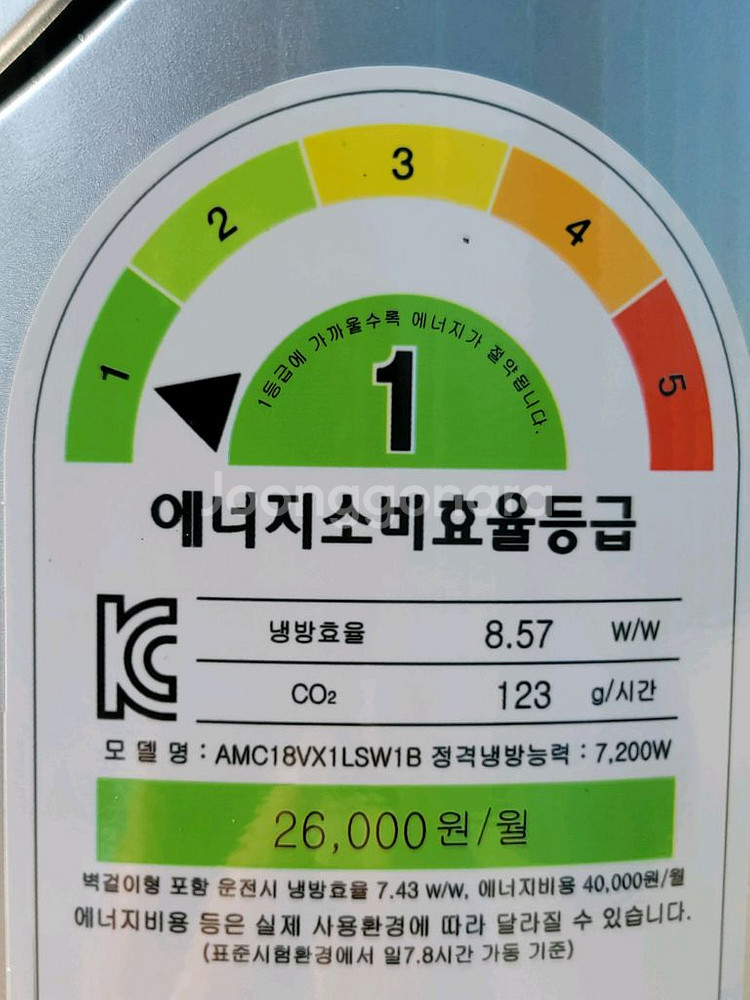 1
2
3
4
5
1등급에 가까울수록 에너지가 절약됩니다.
1
Joonggonara
에너지소비효율등급
냉방효율 8.57 W/W
CO₂ 123 g/시간
모 델 명 : AMC18VX1LSW1B 정격냉방능력 : 7,200W
26,000원/월
벽걸이형 포함 운전시 냉방효율 7.43 w/w, 에너지비용 40,000원/월
에너지비용 등은 실제 사용환경에 따라 달라질 수 있습니다.
(표준시험환경에서 일7.8시간 가동 기준)